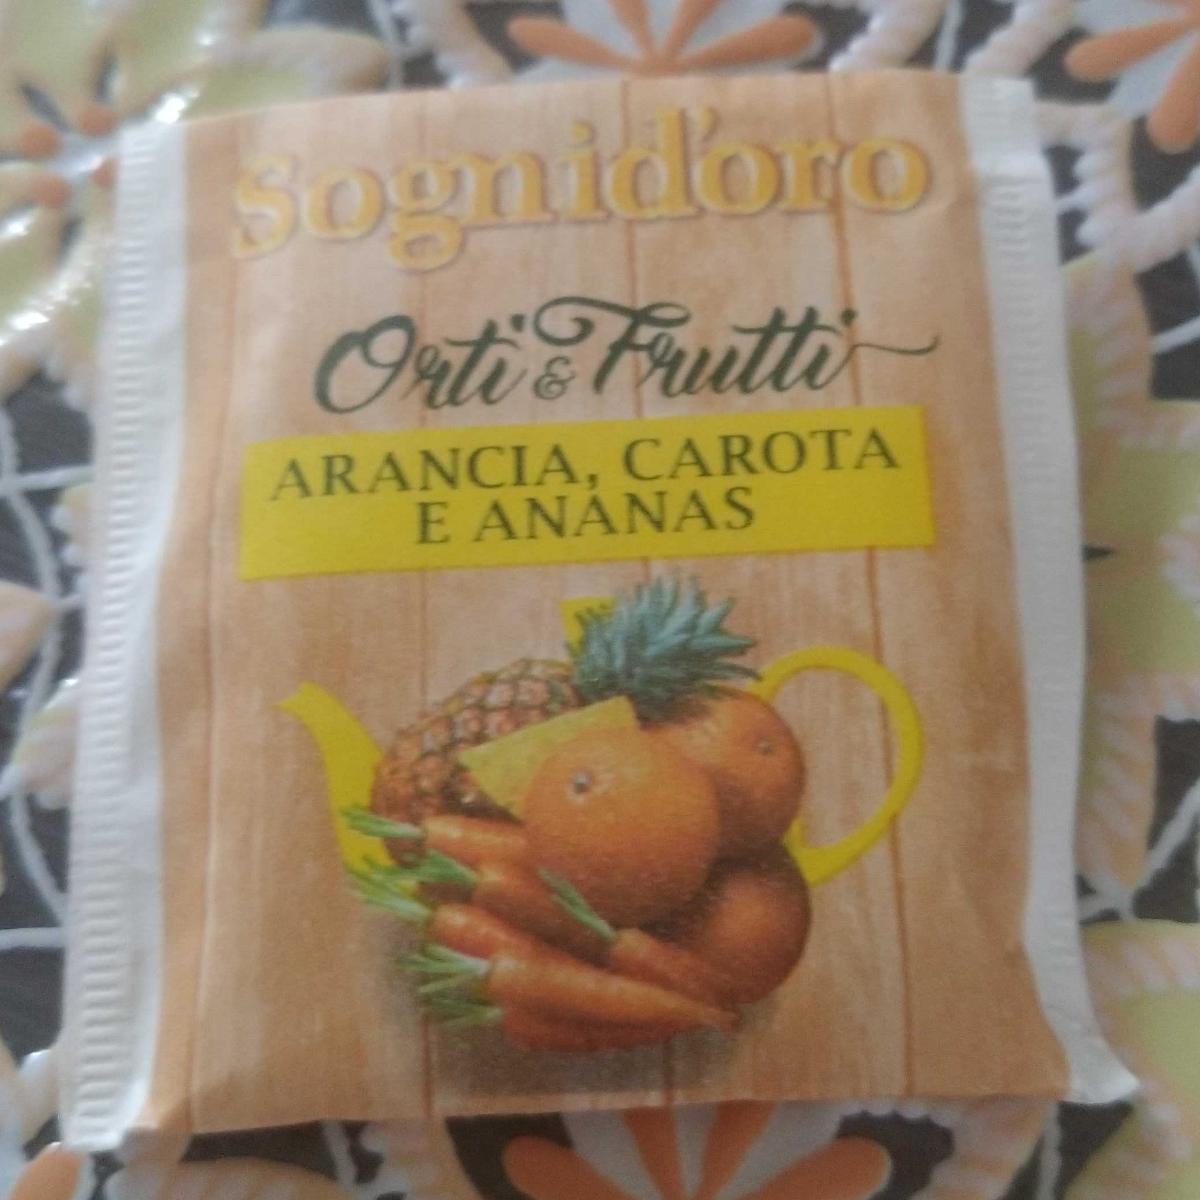 Sognid'oro
Orti & Frutti
ARANCIA, CAROTA
E ANANAS